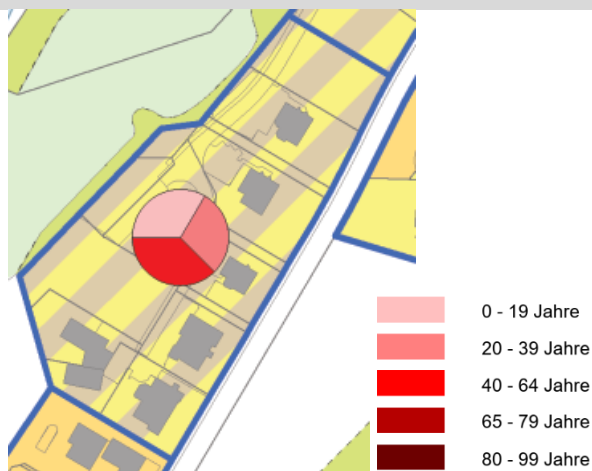 0 - 19 Jahre
20 - 39 Jahre
40 - 64 Jahre
65 - 79 Jahre
80 - 99 Jahre